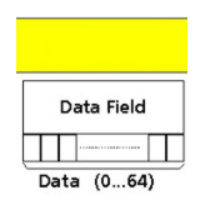 Data Field
Data (0...64)